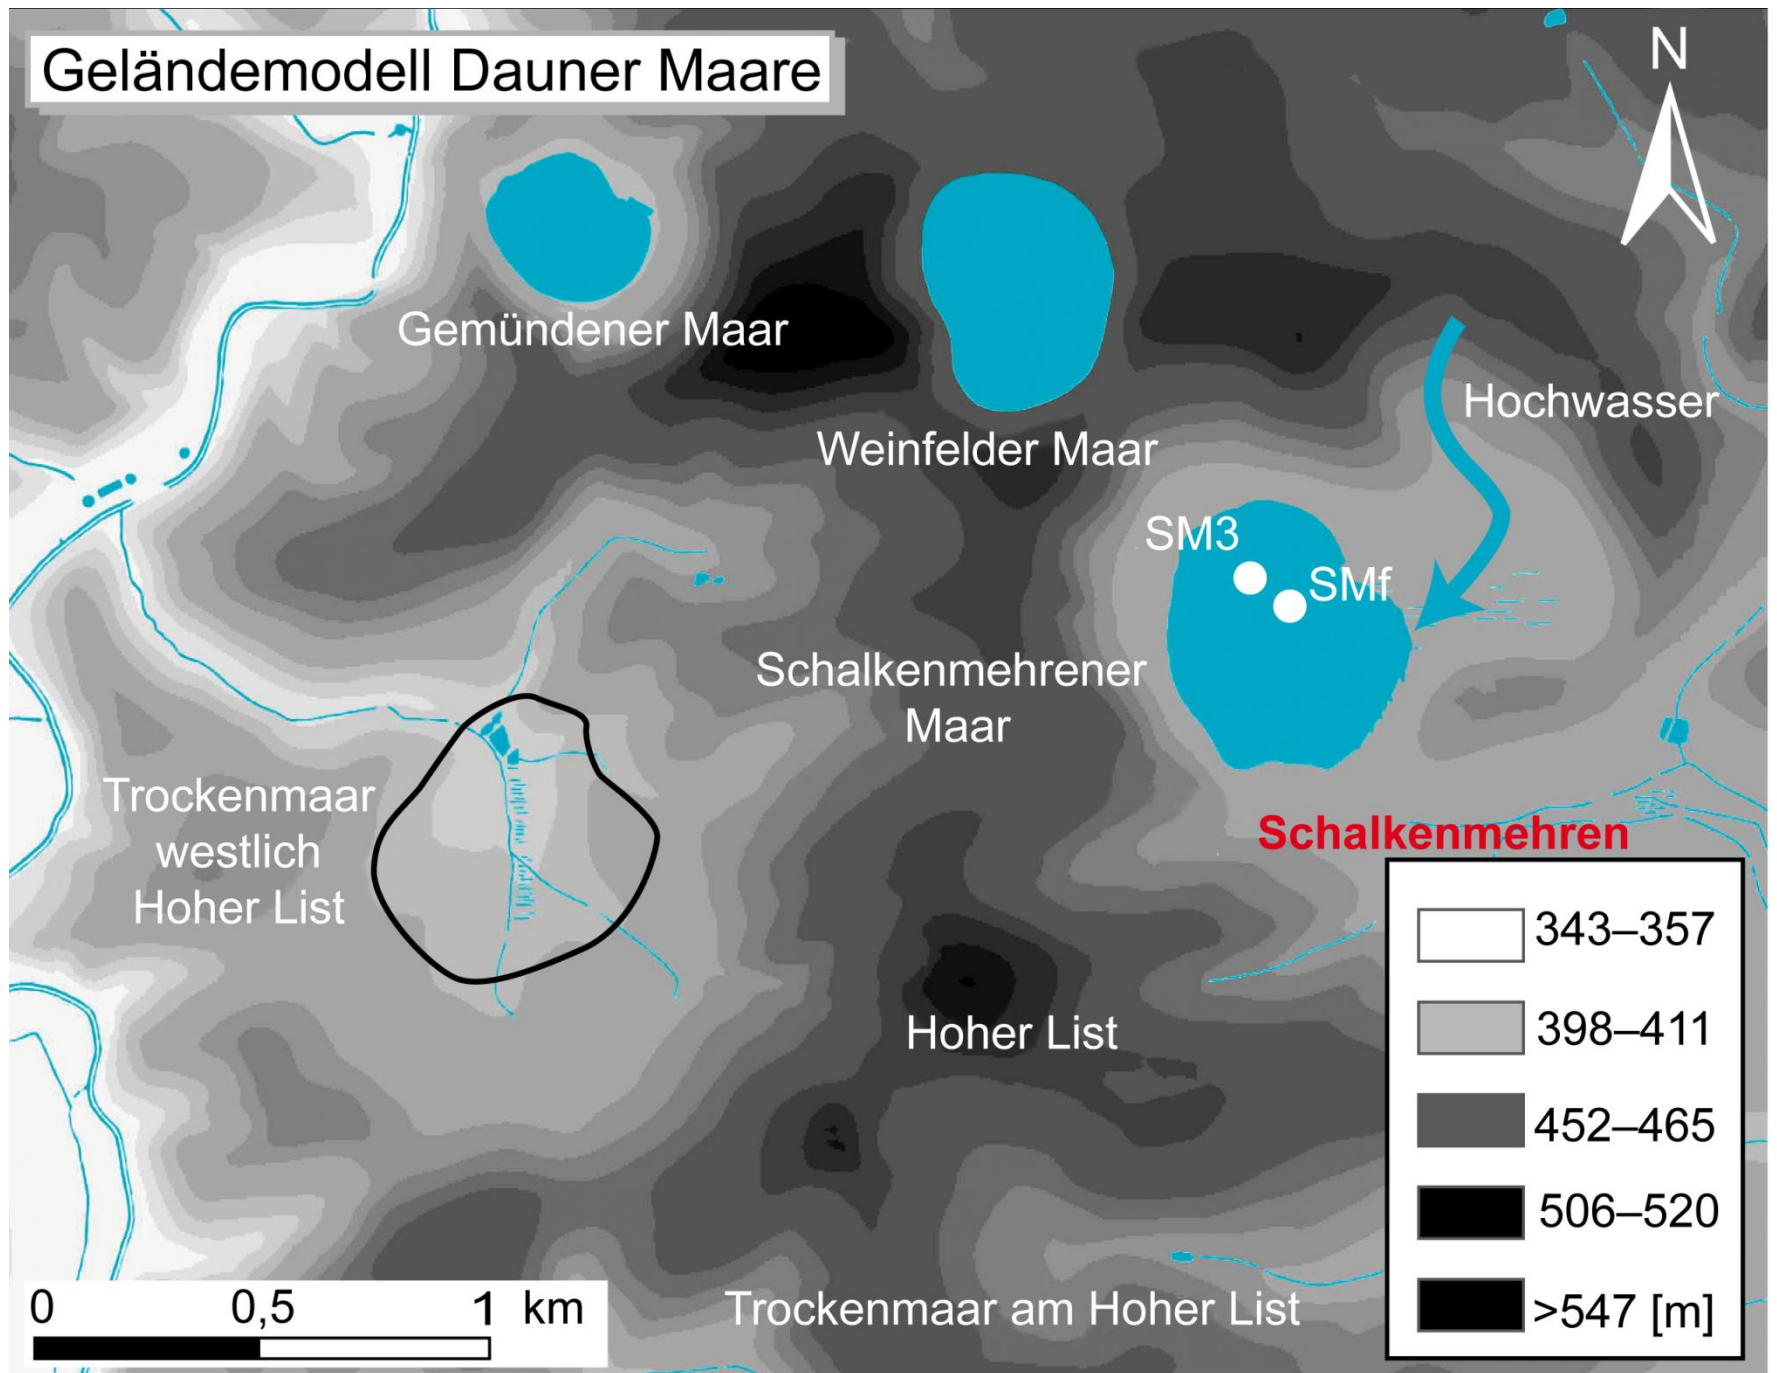 Geländemodell Dauner Maare
N
Gemündener Maar
Hochwasser
Weinfelder Maar
SM3
SMf
Schalkenmehrener
Maar
Trockenmaar
westlich
Hoher List
Schalkenmehren
Hoher List
343–357
398–411
452–465
506–520
>547 [m]
0 0,5 1 km
Trockenmaar am Hoher List